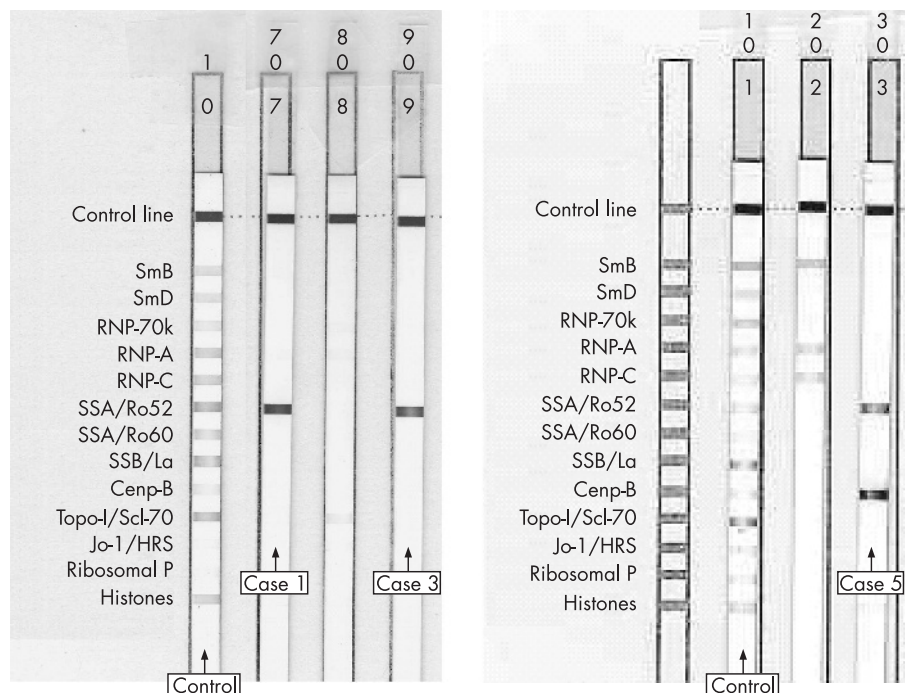 1
0
7
0
7
8
0
8
9
0
9
Control line
SmB
SmD
RNP-70k
RNP-A
RNP-C
SSA/Ro52
SSA/Ro60
SSB/La
Cenp-B
Topo-I/Scl-70
Jo-1/HRS
Ribosomal P
Histones
Case 1
Case 3
Control
1
0
1
2
0
2
3
0
3
Control line
SmB
SmD
RNP-70k
RNP-A
RNP-C
SSA/Ro52
SSA/Ro60
SSB/La
Cenp-B
Topo-I/Scl-70
Jo-1/HRS
Ribosomal P
Histones
Case 5
Control